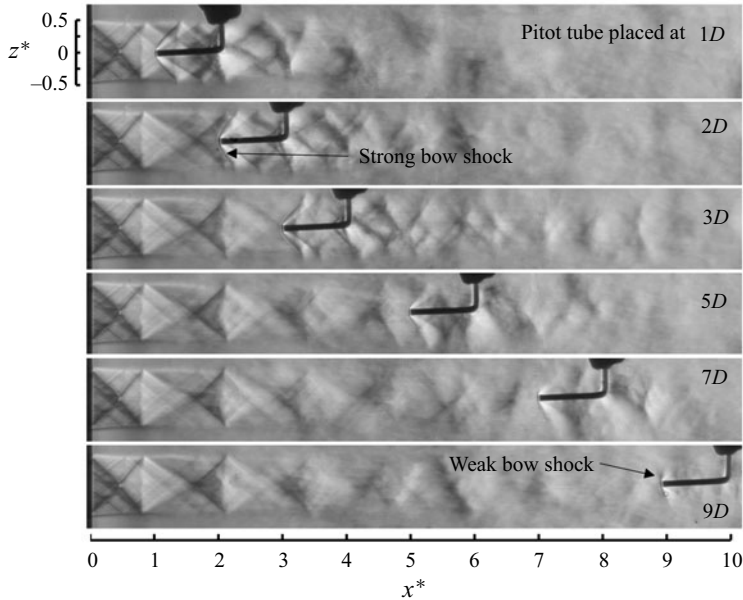 0.5
z* 0
–0.5
Pitot tube placed at 1D
2D
Strong bow shock
3D
5D
7D
Weak bow shock
9D
0 1 2 3 4 5 6 7 8 9 10
x*